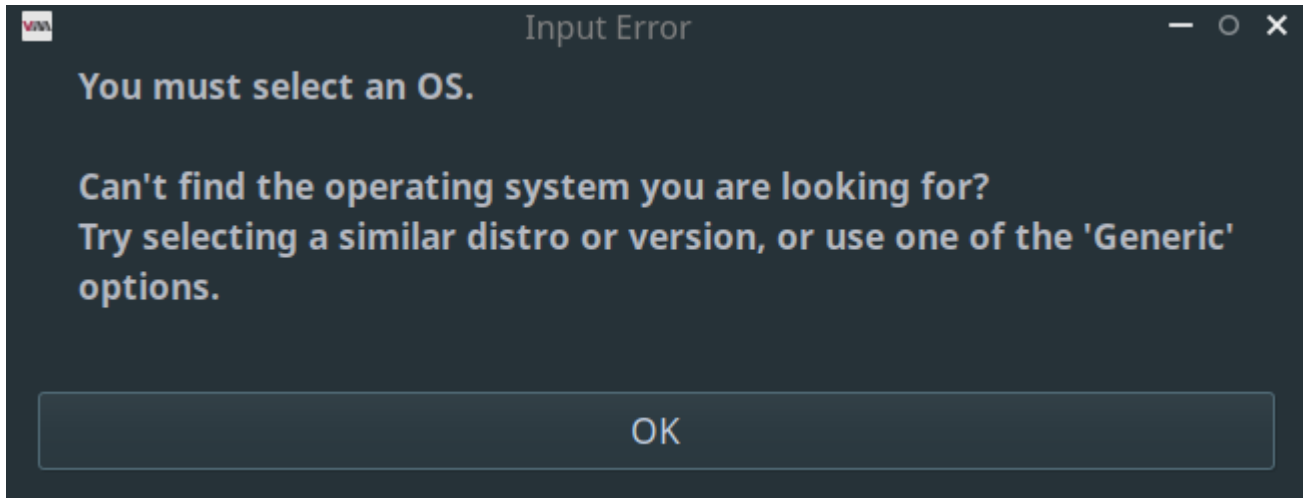 Input Error
You must select an OS.
Can't find the operating system you are looking for?
Try selecting a similar distro or version, or use one of the 'Generic'
options.
OK